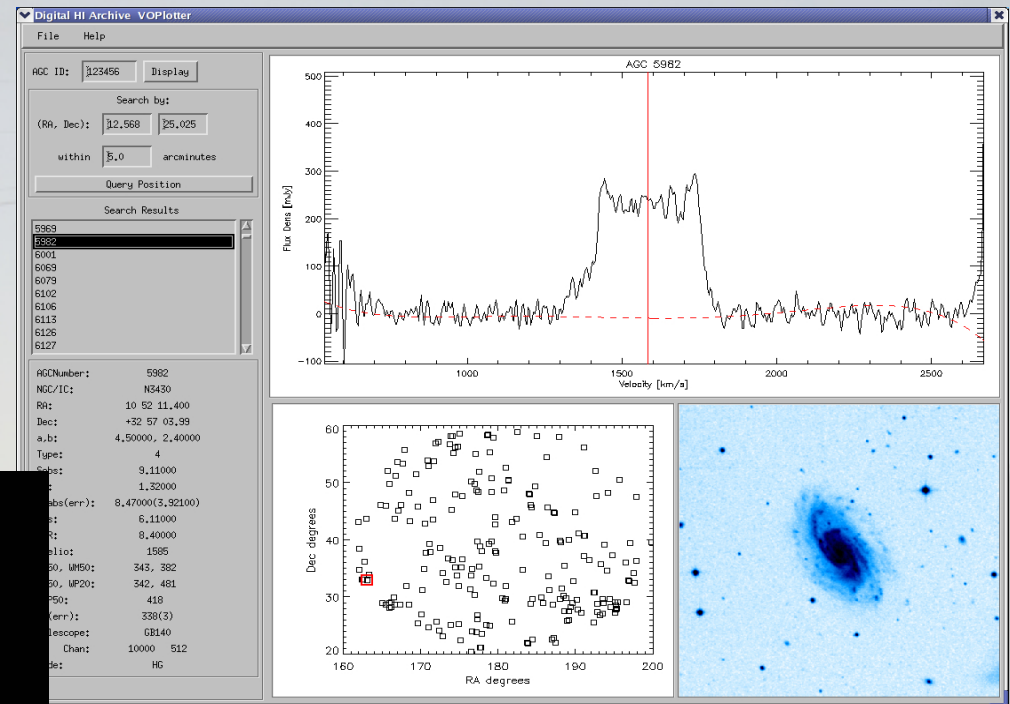 Digital HI Archive VOPlotter
File Help
AGC ID: 123456 Display
Search by:
(RA, Dec): 12.568 25.025
within 5.0 arcminutes
Query Position
Search Results
5969
5982
6001
6069
6079
6102
6106
6113
6126
6127
AGCNumber: 5982
NGC/IC: N3430
RA: 10 52 11.400
Dec: +32 57 03.99
a,b: 4.50000, 2.40000
Type: 4
9.11000
1.32000
8.47000(3.92100)
6.11000
8.40000
1585
WM50: 343, 382
WP20: 342, 481
418
338(3)
GB140
Chan: 10000 512
HG
AGC 5982
Flux Dens [mJy]
500
400
300
200
100
0
-100
1000 1500 2000 2500
Velocity [km/s]
Dec degrees
60
50
40
30
20
160 170 180 190 200
RA degrees